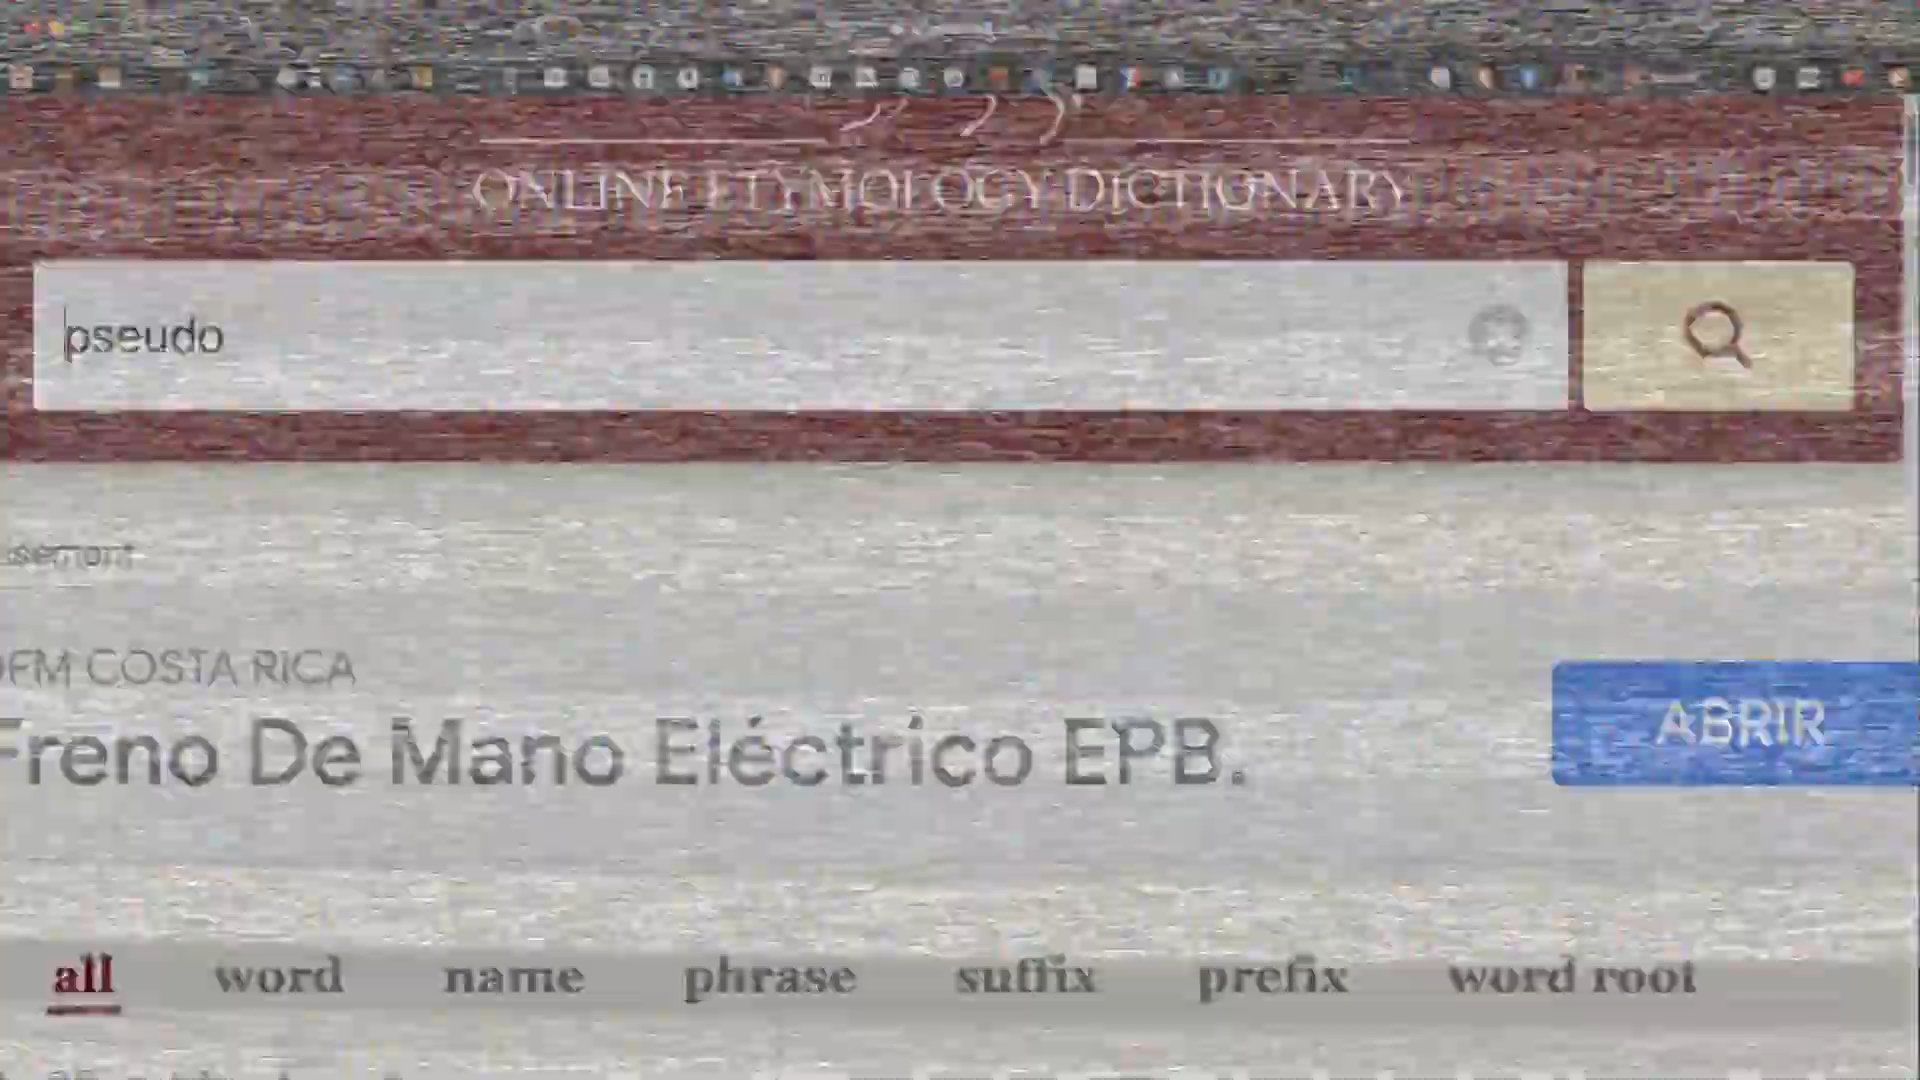 ONLINE ETYMOLOGY DICTIONARY
pseudo
FM COSTA RICA
Freno De Mano Eléctrico EPB.
ABRIR
all word name phrase suffix prefix word root